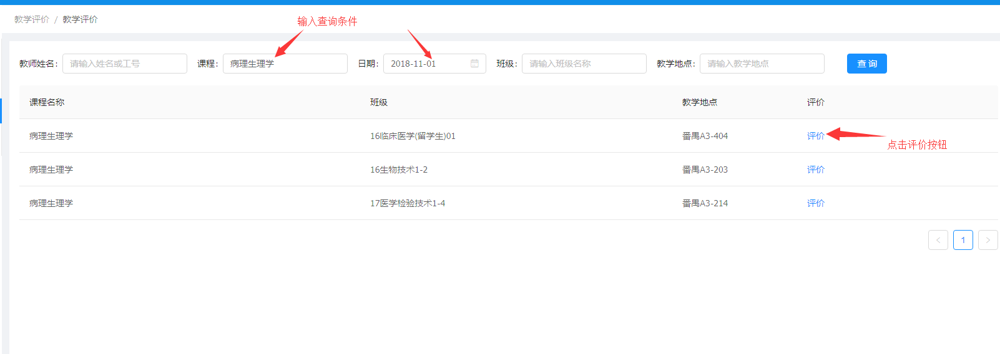 教学评价 / 教学评价
输入查询条件
教师姓名: 请输入姓名或工号 课程: 病理生理学 日期: 2018-11-01 班级: 请输入班级名称 教学地点: 请输入教学地点 查 询
课程名称 班级 教学地点 评价
病理生理学 16临床医学(留学生)01 番禺A3-404 评价
点击评价按钮
病理生理学 16生物技术1-2 番禺A3-203 评价
病理生理学 17医学检验技术1-4 番禺A3-214 评价
< 1 >